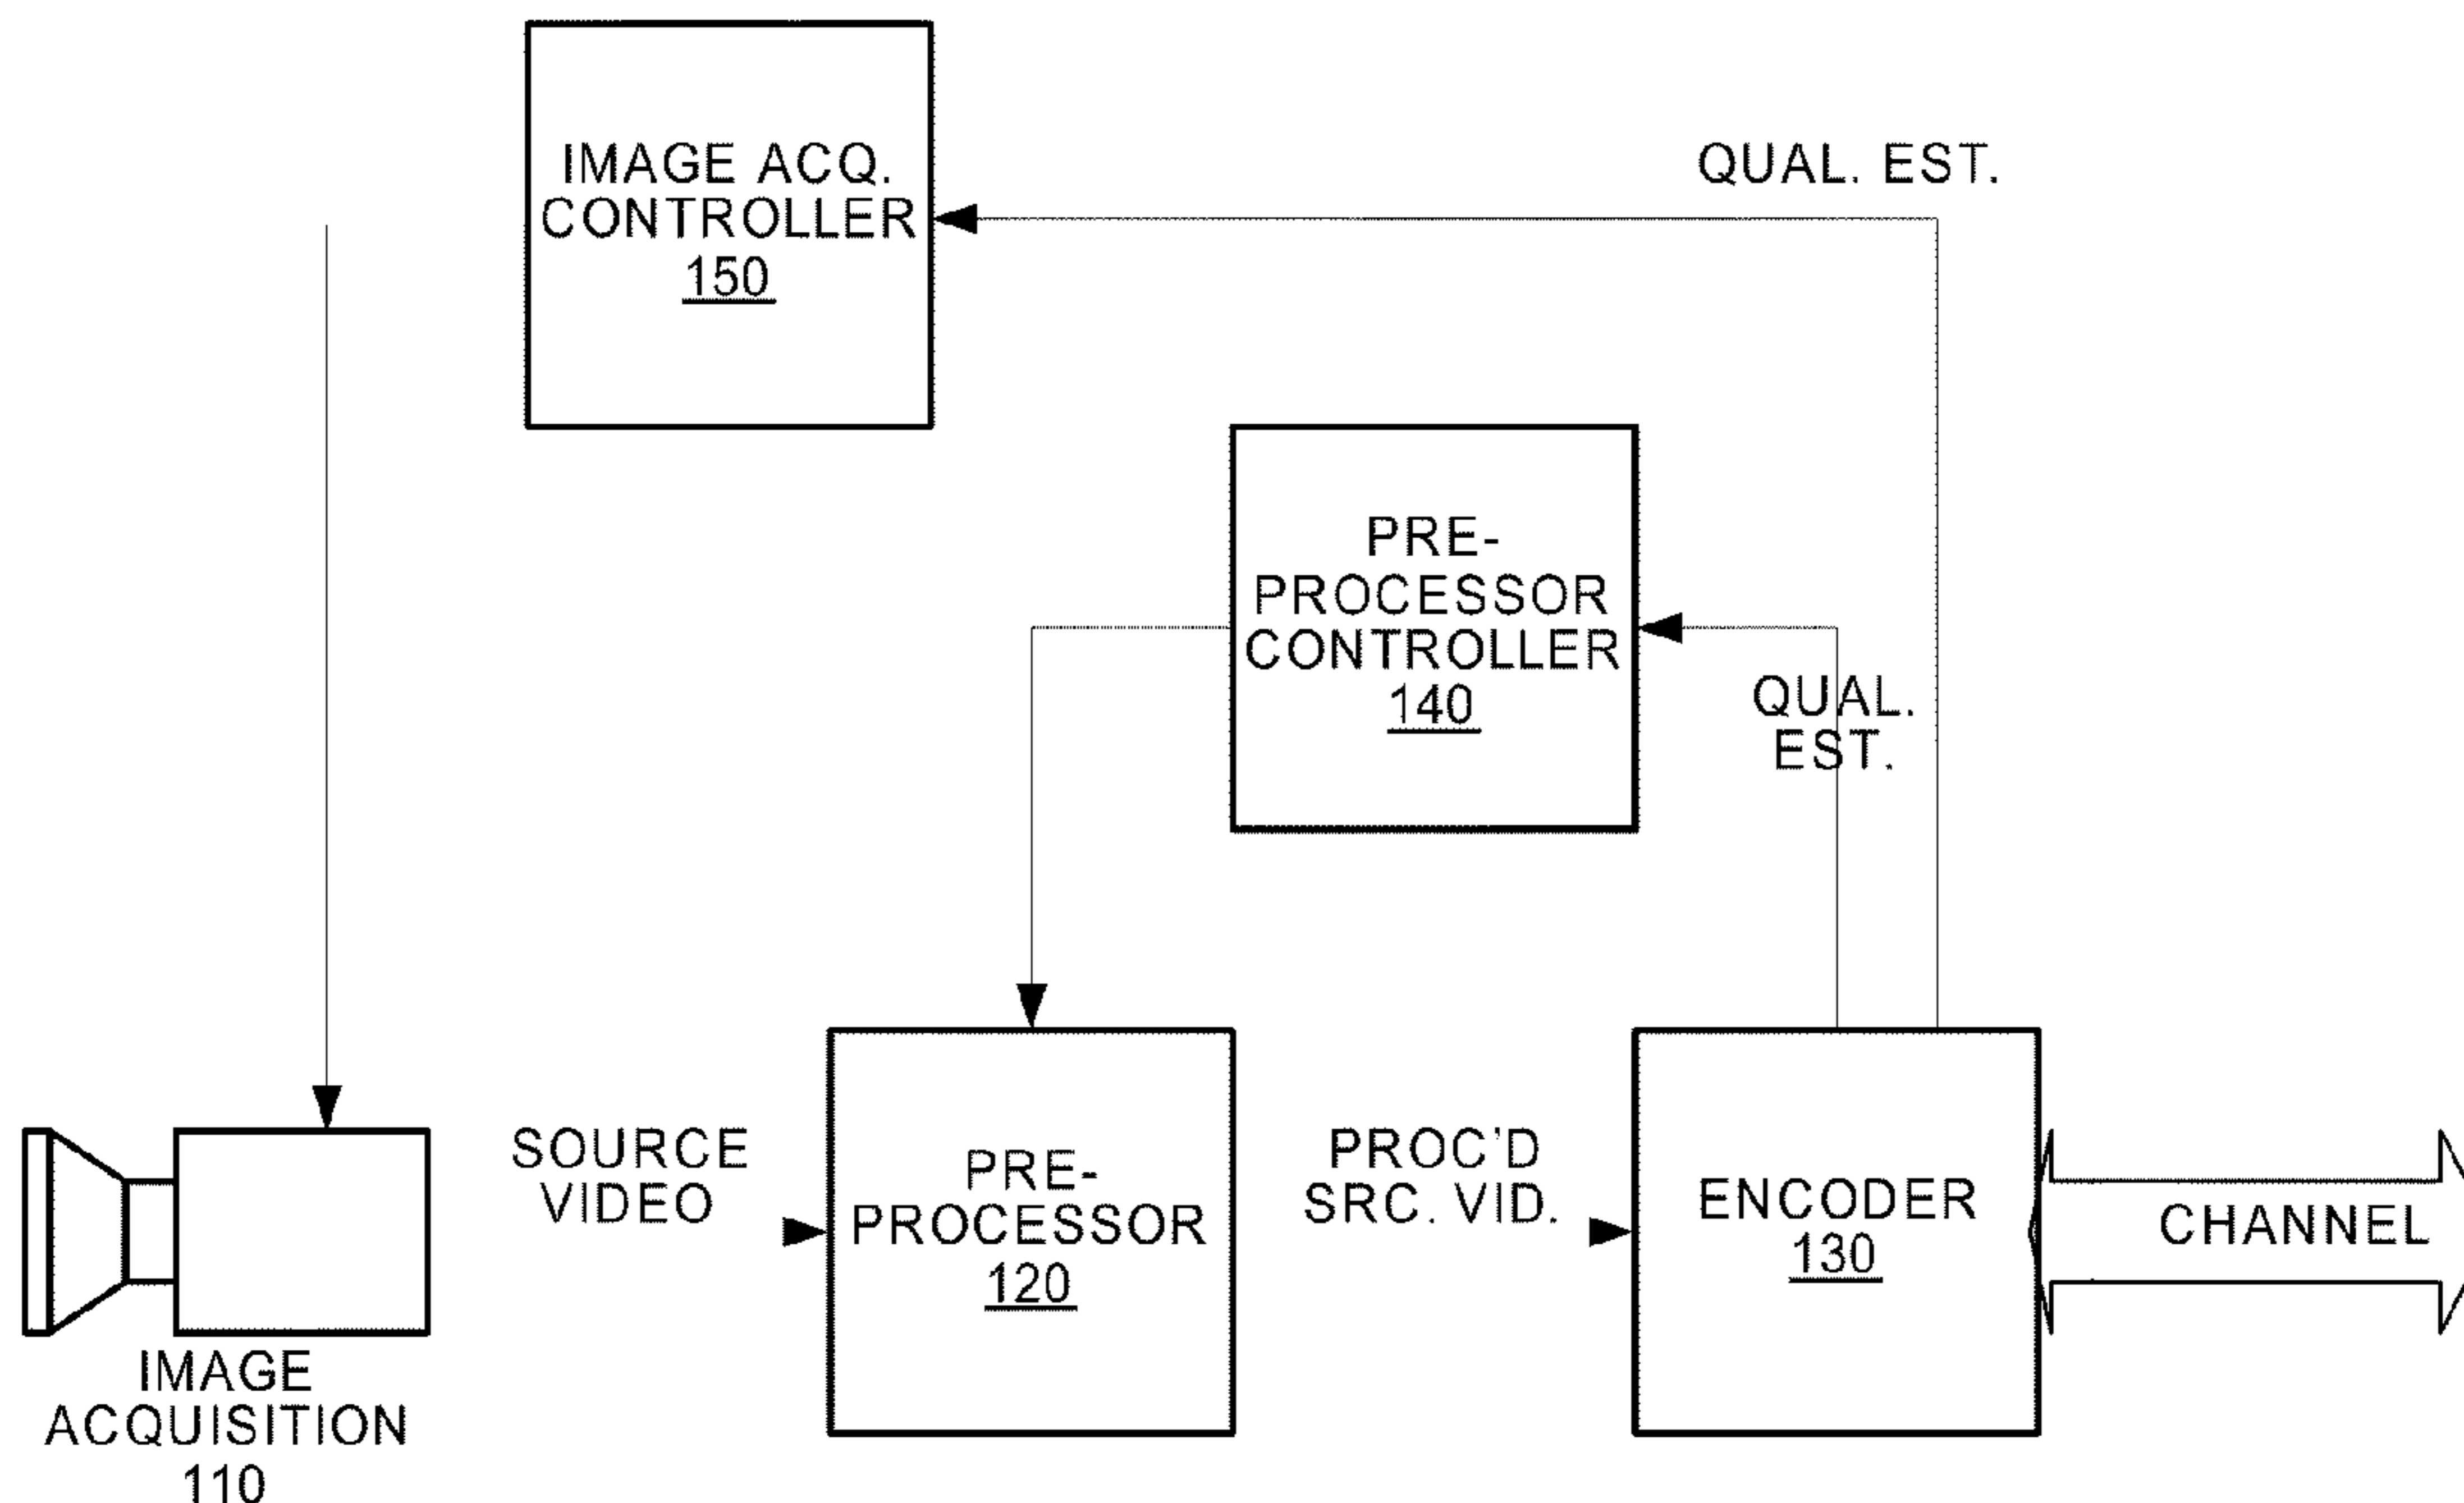 IMAGE ACQ.
CONTROLLER
150
QUAL. EST.
PRE-
PROCESSOR
CONTROLLER
140
QUAL.
EST.
SOURCE
VIDEO
PRE-
PROCESSOR
120
PROC'D
SRC. VID.
ENCODER
130
CHANNEL
IMAGE
ACQUISITION
110